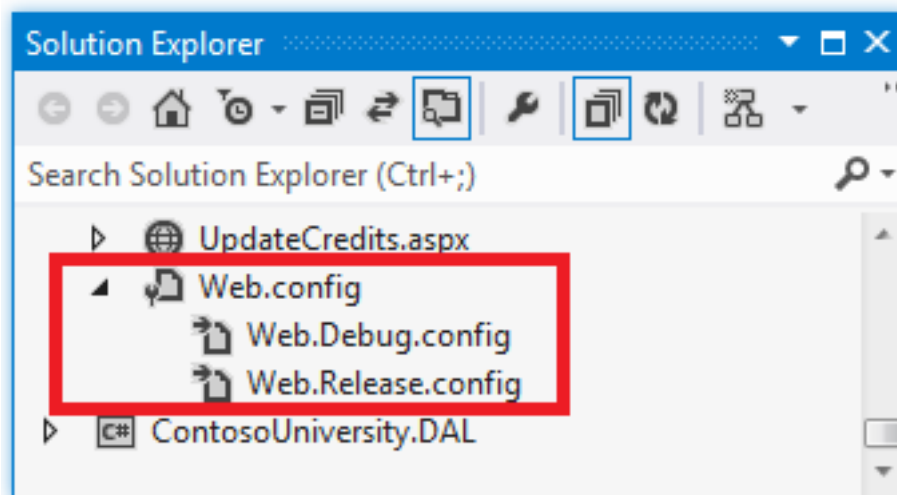 Solution Explorer
Search Solution Explorer (Ctrl+;)
UpdateCredits.aspx
Web.config
Web.Debug.config
Web.Release.config
C# ContosoUniversity.DAL